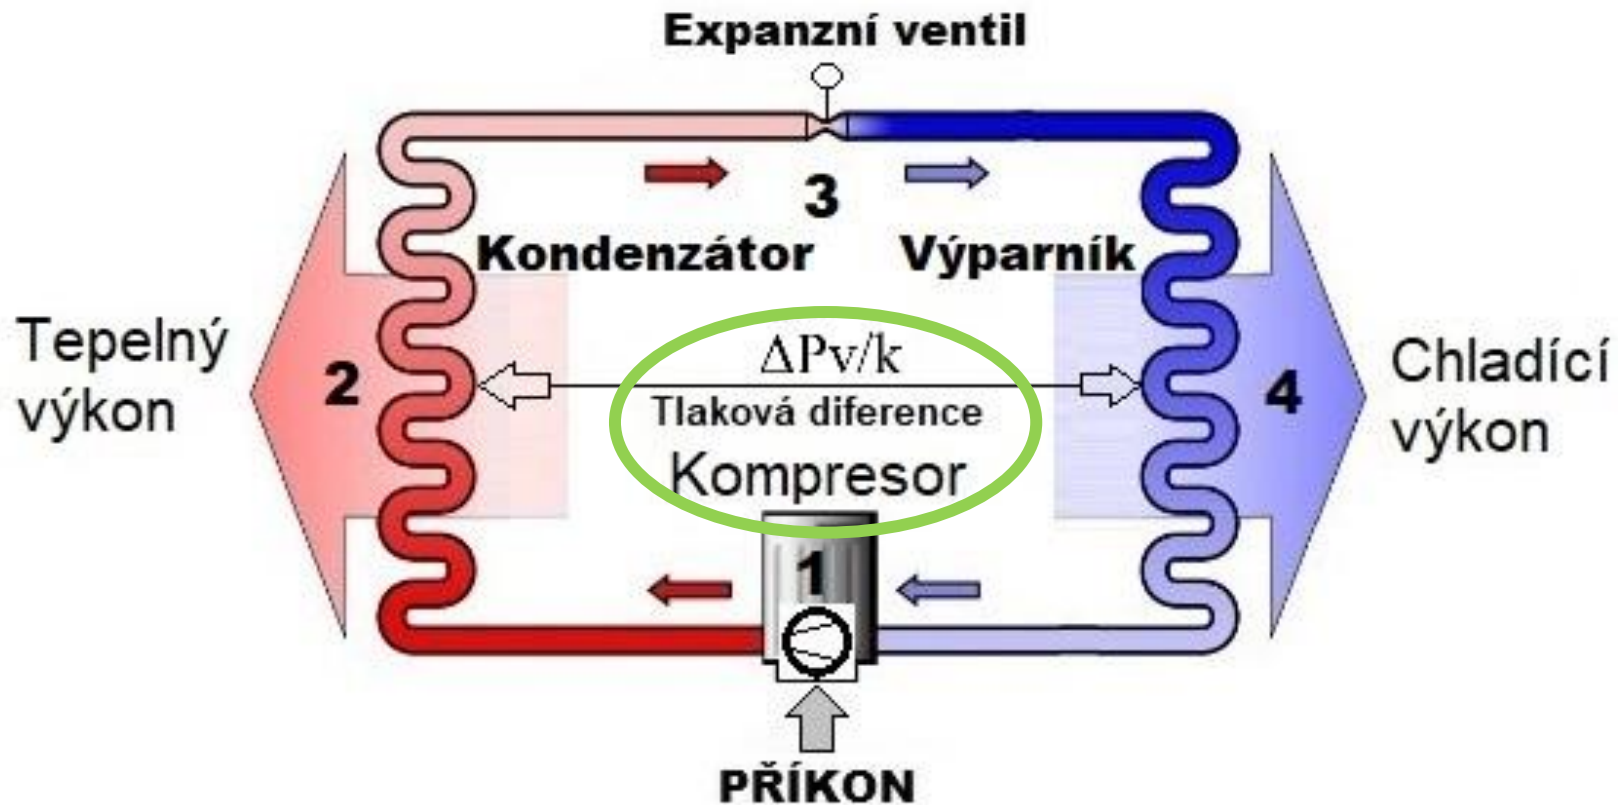 Expanzní ventil
3
Kondenzátor
Výparník
Tepelný
výkon
2
ΔPv/k
Tlaková diference
Kompresor
4
Chladící
výkon
1
PŘÍKON